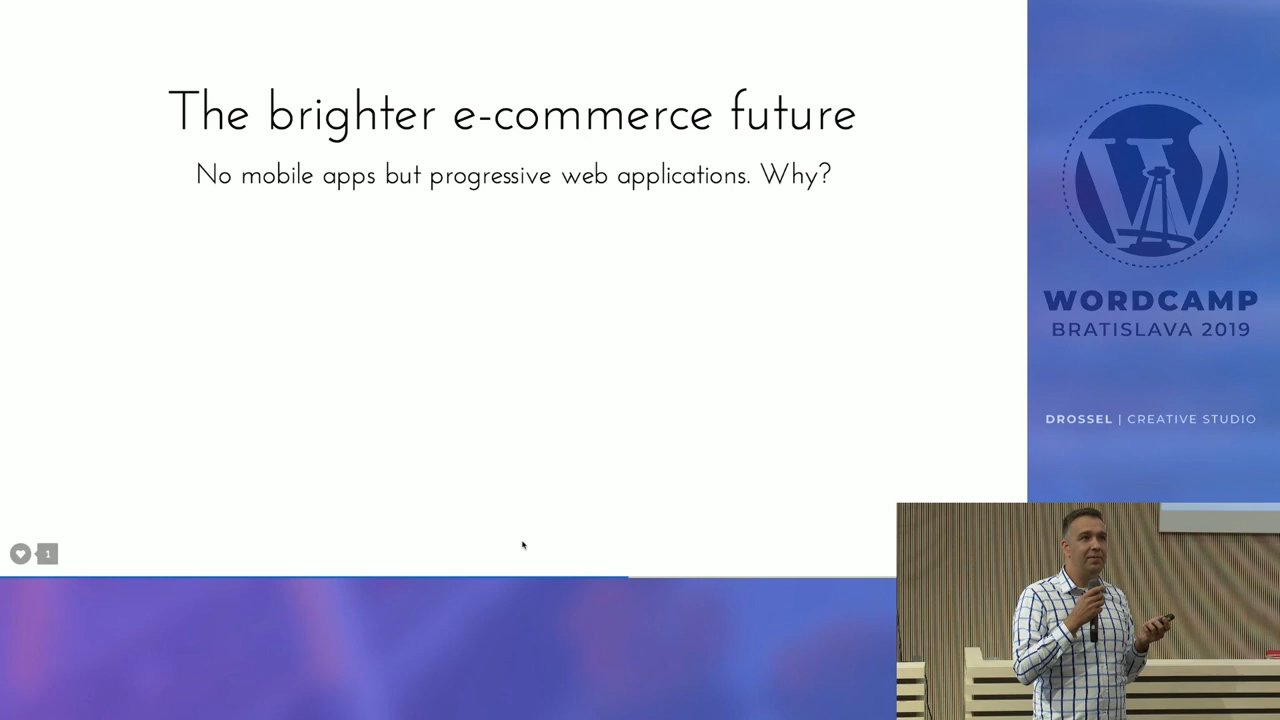 The brighter e-commerce future
No mobile apps but progressive web applications. Why?
1
WORDCAMP
BRATISLAVA 2019
DROSSEL | CREATIVE STUDIO